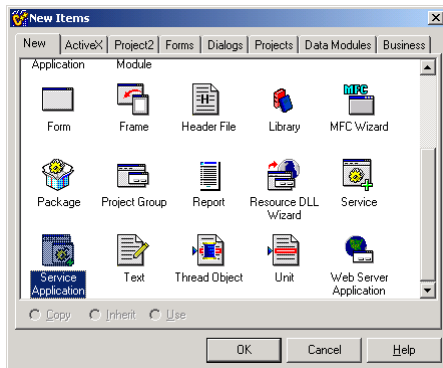 New Items
New ActiveX Project2 Forms Dialogs Projects Data Modules Business
Application Module
MFC
Form Frame Header File Library MFC Wizard
Package Project Group Report Resource DLL Wizard Service
Service Application Text Thread Object Unit Web Server Application
Copy Inherit Use
OK Cancel Help